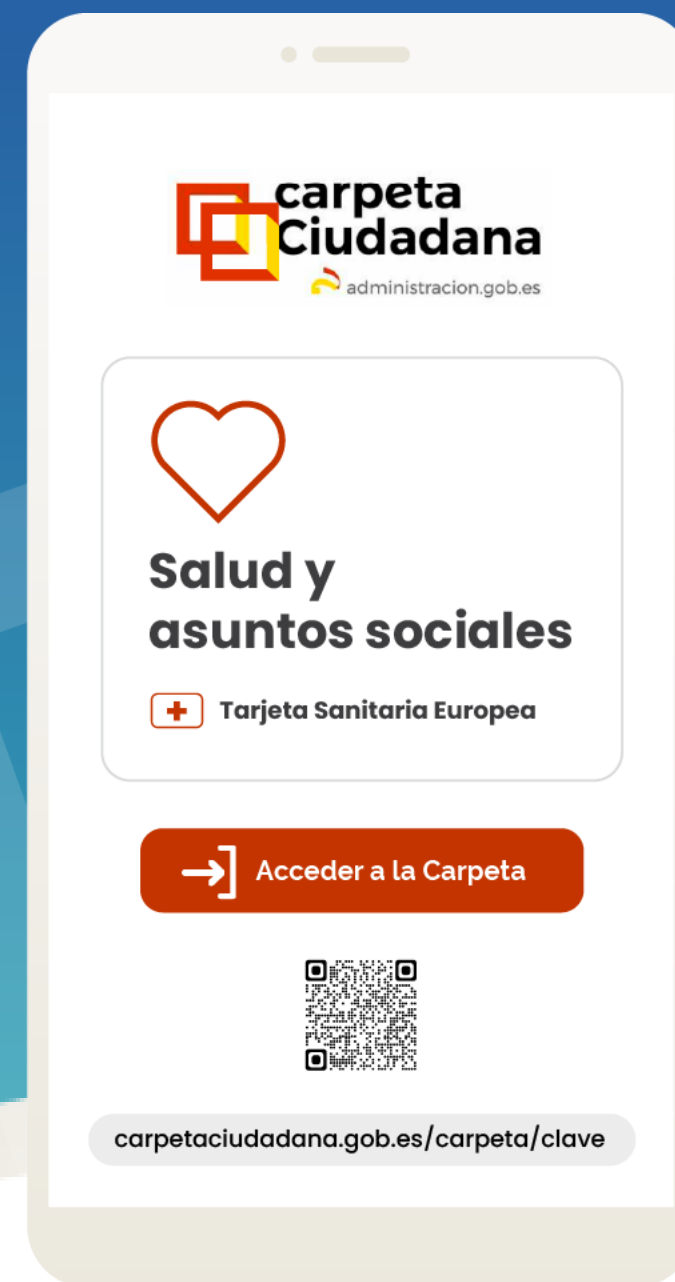 carpeta
Ciudadana
administracion.gob.es
Salud y
asuntos sociales
Tarjeta Sanitaria Europea
Acceder a la Carpeta
carpetaciudadana.gob.es/carpeta/clave